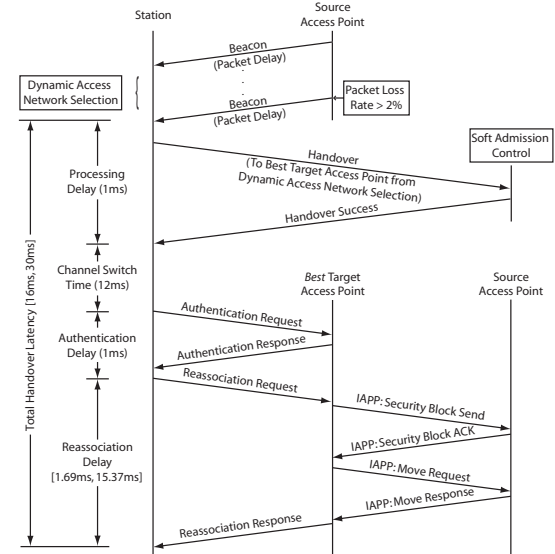 Station
Source
Access Point
Beacon
(Packet Delay)
Dynamic Access
Network Selection
Beacon
(Packet Delay)
Packet Loss
Rate > 2%
Soft Admission
Control
Handover
(To Best Target Access Point from
Dynamic Access Network Selection)
Processing
Delay (1ms)
Handover Success
Total Handover Latency [16ms, 30ms]
Channel Switch
Time (12ms)
Best Target
Access Point
Source
Access Point
Authentication Request
Authentication
Delay (1ms)
Authentication Response
Reassociation Request
IAPP: Security Block Send
IAPP: Security Block ACK
Reassociation
Delay
[1.69ms, 15.37ms]
IAPP: Move Request
IAPP: Move Response
Reassociation Response